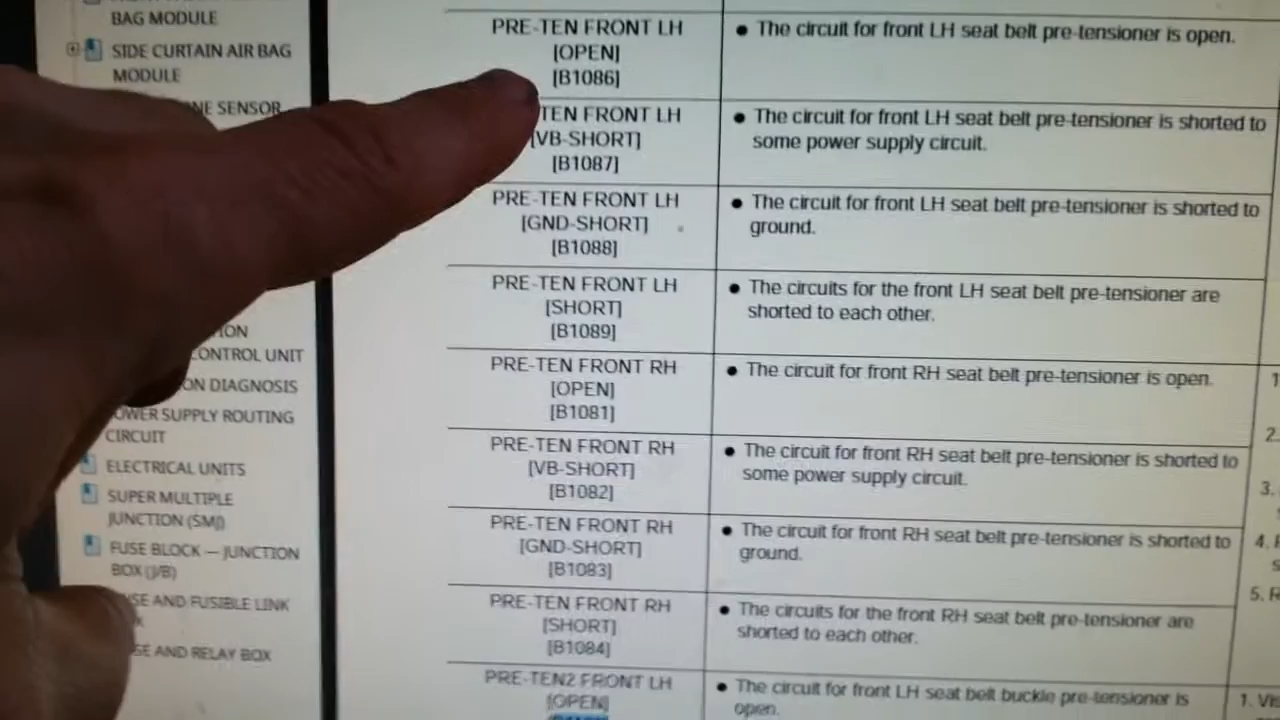 BAG MODULE
SIDE CURTAIN AIR BAG
MODULE
SENSOR
CONTROL UNIT
DIAGNOSIS
POWER SUPPLY ROUTING
CIRCUIT
ELECTRICAL UNITS
SUPER MULTIPLE
JUNCTION (SMJ)
FUSE BLOCK — JUNCTION
BOX (J/B)
AND FUSIBLE LINK
AND RELAY BOX
PRE-TEN FRONT LH
[OPEN]
[B1086]
● The circuit for front LH seat belt pre-tensioner is open.
TEN FRONT LH
[VB-SHORT]
[B1087]
● The circuit for front LH seat belt pre-tensioner is shorted to
some power supply circuit.
PRE-TEN FRONT LH
[GND-SHORT]
[B1088]
● The circuit for front LH seat belt pre-tensioner is shorted to
ground.
PRE-TEN FRONT LH
[SHORT]
[B1089]
● The circuits for the front LH seat belt pre-tensioner are
shorted to each other.
PRE-TEN FRONT RH
[OPEN]
[B1081]
● The circuit for front RH seat belt pre-tensioner is open.
PRE-TEN FRONT RH
[VB-SHORT]
[B1082]
● The circuit for front RH seat belt pre-tensioner is shorted to
some power supply circuit.
PRE-TEN FRONT RH
[GND-SHORT]
[B1083]
● The circuit for front RH seat belt pre-tensioner is shorted to
ground.
PRE-TEN FRONT RH
[SHORT]
[B1084]
● The circuits for the front RH seat belt pre-tensioner are
shorted to each other.
PRE-TEN2 FRONT LH
[OPEN]
● The circuit for front LH seat belt buckle pre-tensioner is
open.
1
2.
3.
4.
5.
1.